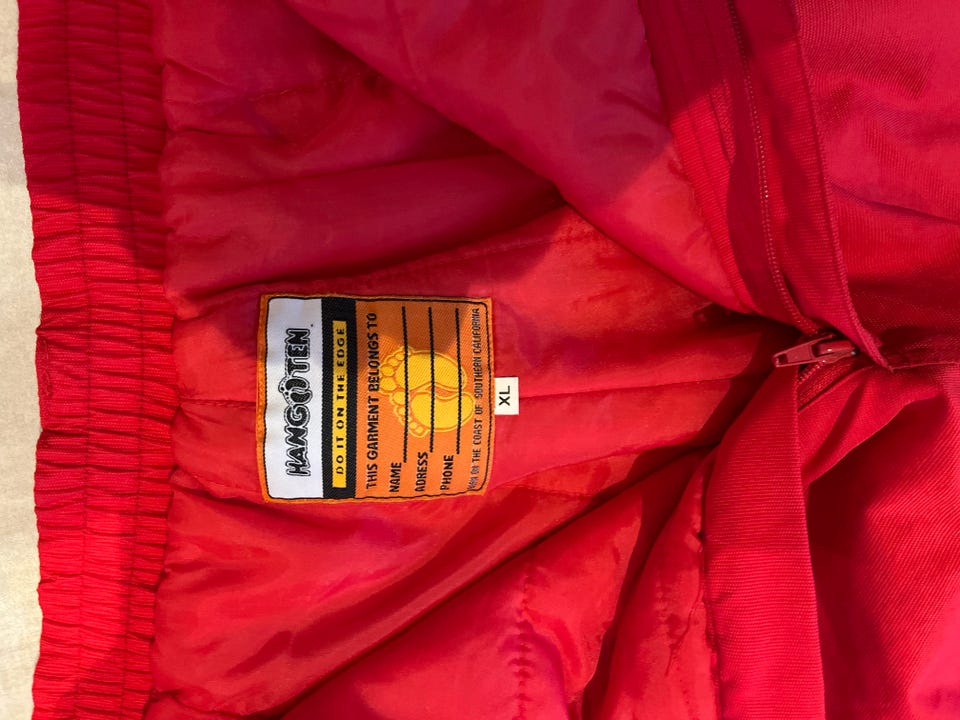 HANG TEN
DO IT ON THE EDGE
THIS GARMENT BELONGS TO
NAME
ADRESS
PHONE
BORN ON THE COAST OF SOUTHERN CALIFORNIA
XL